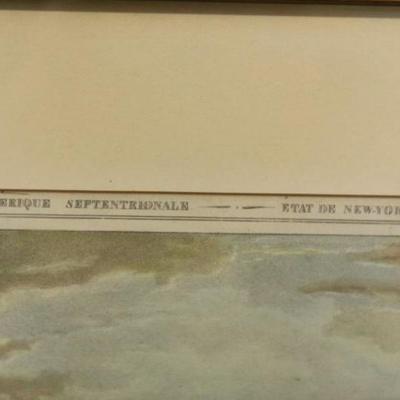 ERIQUE SEPTENTRIONALE — . — ETAT DE NEW-YOR